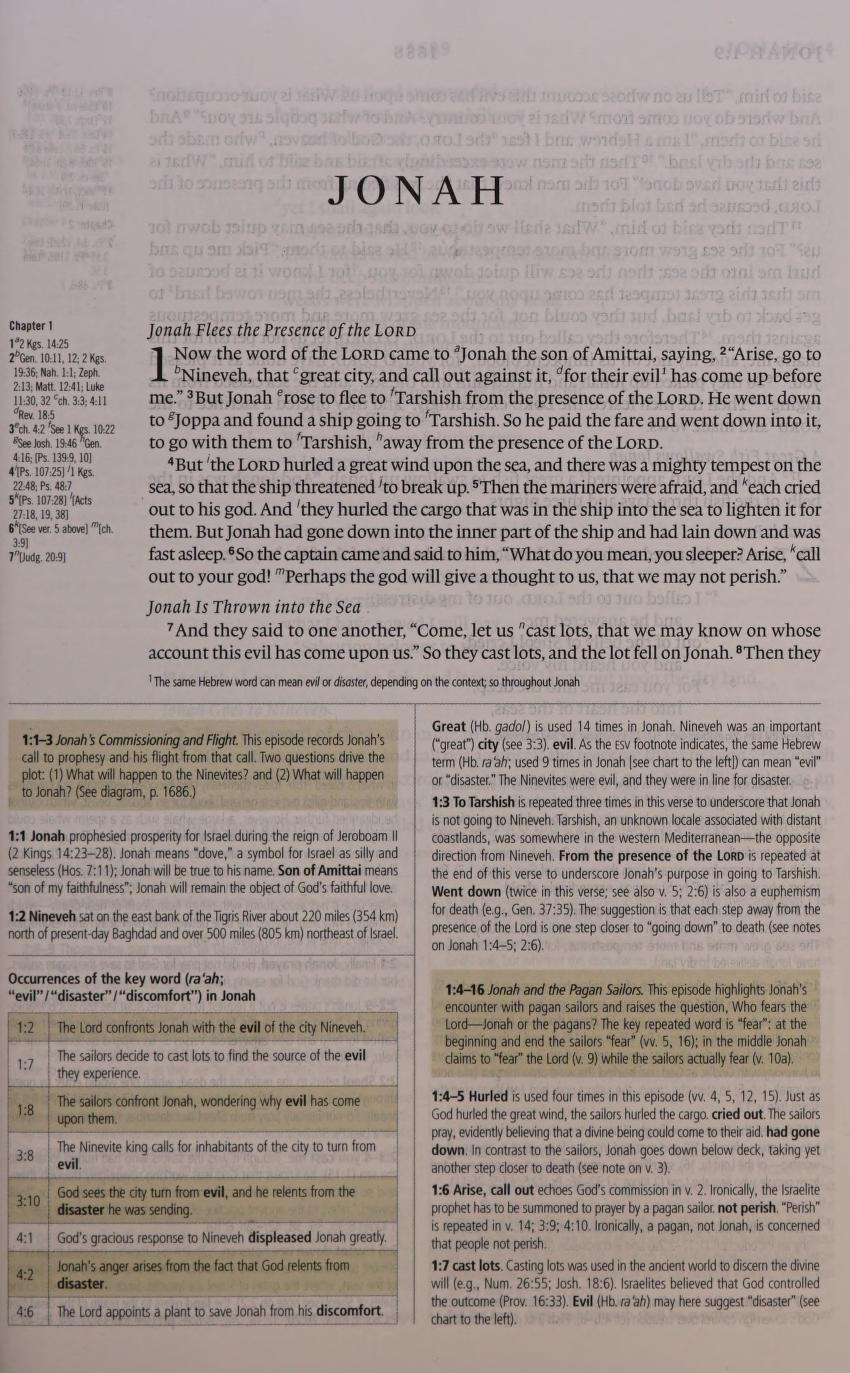 JONAH
Chapter 1
1ᵃ2 Kgs. 14:25
2ᵇGen. 10:11, 12; 2 Kgs.
19:36; Nah. 1:1; Zeph.
2:13; Matt. 12:41; Luke
11:30, 32 ᶜch. 3:3; 4:11
ᵈRev. 18:5
3ᵉch. 4:2 ᶠSee 1 Kgs. 10:22
ᵍSee Josh. 19:46 ʰGen.
4:16; [Ps. 139:9, 10]
4ⁱ[Ps. 107:25] ʲ1 Kgs.
22:48; Ps. 48:7
5ᵏ[Ps. 107:28] ˡ[Acts
27:18, 19, 38]
6ᵏ[See ver. 5 above] ᵐ[ch.
3:9]
7ⁿ[Judg. 20:9]
Jonah Flees the Presence of the LORD
1 Now the word of the LORD came to ᵃJonah the son of Amittai, saying, ²“Arise, go to
ᵇNineveh, that ᶜgreat city, and call out against it, ᵈfor their evil¹ has come up before
me.” ³But Jonah ᵉrose to flee to ᶠTarshish from the presence of the LORD. He went down
to ᵍJoppa and found a ship going to ᶠTarshish. So he paid the fare and went down into it,
to go with them to ᶠTarshish, ʰaway from the presence of the LORD.
⁴But ⁱthe LORD hurled a great wind upon the sea, and there was a mighty tempest on the
sea, so that the ship threatened ʲto break up. ⁵Then the mariners were afraid, and ᵏeach cried
out to his god. And ˡthey hurled the cargo that was in the ship into the sea to lighten it for
them. But Jonah had gone down into the inner part of the ship and had lain down and was
fast asleep. ⁶So the captain came and said to him, “What do you mean, you sleeper? Arise, ᵏcall
out to your god! ᵐPerhaps the god will give a thought to us, that we may not perish.”
Jonah Is Thrown into the Sea
⁷And they said to one another, “Come, let us ⁿcast lots, that we may know on whose
account this evil has come upon us.” So they cast lots, and the lot fell on Jonah. ⁸Then they
¹ The same Hebrew word can mean evil or disaster, depending on the context; so throughout Jonah
1:1–3 Jonah’s Commissioning and Flight. This episode records Jonah’s
call to prophesy and his flight from that call. Two questions drive the
plot: (1) What will happen to the Ninevites? and (2) What will happen
to Jonah? (See diagram, p. 1686.)
1:1 Jonah prophesied prosperity for Israel during the reign of Jeroboam II
(2 Kings 14:23–28). Jonah means “dove,” a symbol for Israel as silly and
senseless (Hos. 7:11); Jonah will be true to his name. Son of Amittai means
“son of my faithfulness”; Jonah will remain the object of God’s faithful love.
1:2 Nineveh sat on the east bank of the Tigris River about 220 miles (354 km)
north of present-day Baghdad and over 500 miles (805 km) northeast of Israel.
Occurrences of the key word (ra‘ah;
“evil”/“disaster”/“discomfort”) in Jonah
1:2 The Lord confronts Jonah with the evil of the city Nineveh.
1:7 The sailors decide to cast lots to find the source of the evil
they experience.
1:8 The sailors confront Jonah, wondering why evil has come
upon them.
3:8 The Ninevite king calls for inhabitants of the city to turn from
evil.
3:10 God sees the city turn from evil, and he relents from the
disaster he was sending.
4:1 God’s gracious response to Nineveh displeased Jonah greatly.
4:2 Jonah’s anger arises from the fact that God relents from
disaster.
4:6 The Lord appoints a plant to save Jonah from his discomfort.
Great (Hb. gadol) is used 14 times in Jonah. Nineveh was an important
(“great”) city (see 3:3). evil. As the ESV footnote indicates, the same Hebrew
term (Hb. ra‘ah; used 9 times in Jonah [see chart to the left]) can mean “evil”
or “disaster.” The Ninevites were evil, and they were in line for disaster.
1:3 To Tarshish is repeated three times in this verse to underscore that Jonah
is not going to Nineveh. Tarshish, an unknown locale associated with distant
coastlands, was somewhere in the western Mediterranean—the opposite
direction from Nineveh. From the presence of the LORD is repeated at
the end of this verse to underscore Jonah’s purpose in going to Tarshish.
Went down (twice in this verse; see also v. 5; 2:6) is also a euphemism
for death (e.g., Gen. 37:35). The suggestion is that each step away from the
presence of the Lord is one step closer to “going down” to death (see notes
on Jonah 1:4–5; 2:6).
1:4–16 Jonah and the Pagan Sailors. This episode highlights Jonah’s
encounter with pagan sailors and raises the question, Who fears the
Lord—Jonah or the pagans? The key repeated word is “fear”: at the
beginning and end the sailors “fear” (vv. 5, 16); in the middle Jonah
claims to “fear” the Lord (v. 9) while the sailors actually fear (v. 10a).
1:4–5 Hurled is used four times in this episode (vv. 4, 5, 12, 15). Just as
God hurled the great wind, the sailors hurled the cargo. cried out. The sailors
pray, evidently believing that a divine being could come to their aid. had gone
down. In contrast to the sailors, Jonah goes down below deck, taking yet
another step closer to death (see note on v. 3).
1:6 Arise, call out echoes God’s commission in v. 2. Ironically, the Israelite
prophet has to be summoned to prayer by a pagan sailor. not perish. “Perish”
is repeated in v. 14; 3:9; 4:10. Ironically, a pagan, not Jonah, is concerned
that people not perish.
1:7 cast lots. Casting lots was used in the ancient world to discern the divine
will (e.g., Num. 26:55; Josh. 18:6). Israelites believed that God controlled
the outcome (Prov. 16:33). Evil (Hb. ra‘ah) may here suggest “disaster” (see
chart to the left).